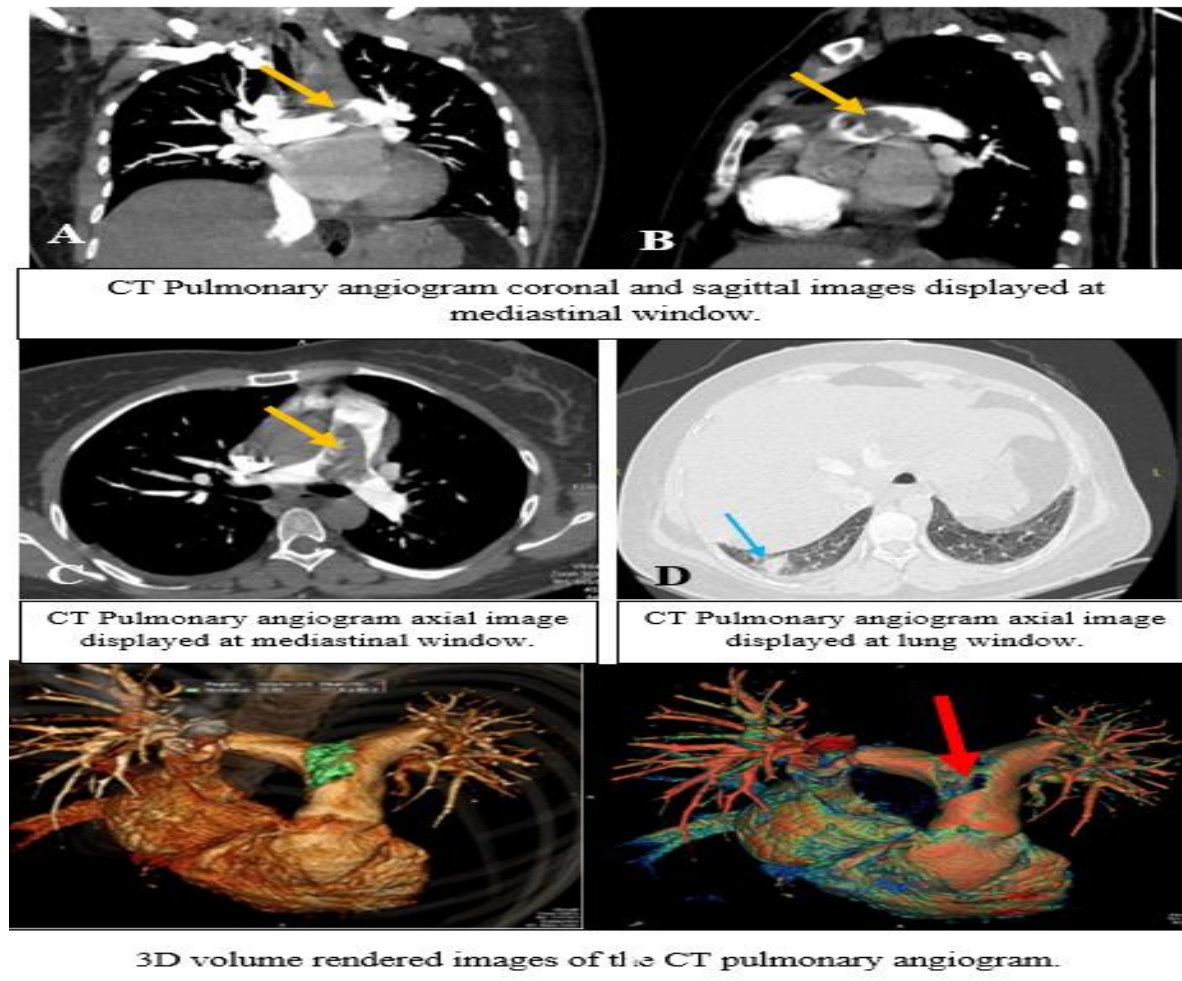 A
B
CT Pulmonary angiogram coronal and sagittal images displayed at
mediastinal window.
C
D
CT Pulmonary angiogram axial image
displayed at mediastinal window.
CT Pulmonary angiogram axial image
displayed at lung window.
3D volume rendered images of the CT pulmonary angiogram.